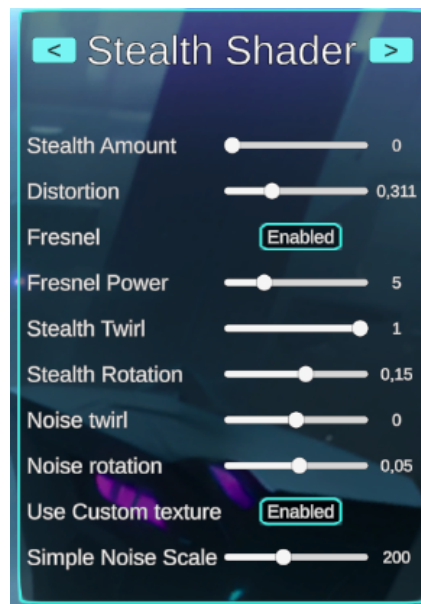 < Stealth Shader >
Stealth Amount 0
Distortion 0,311
Fresnel Enabled
Fresnel Power 5
Stealth Twirl 1
Stealth Rotation 0,15
Noise twirl 0
Noise rotation 0,05
Use Custom texture Enabled
Simple Noise Scale 200